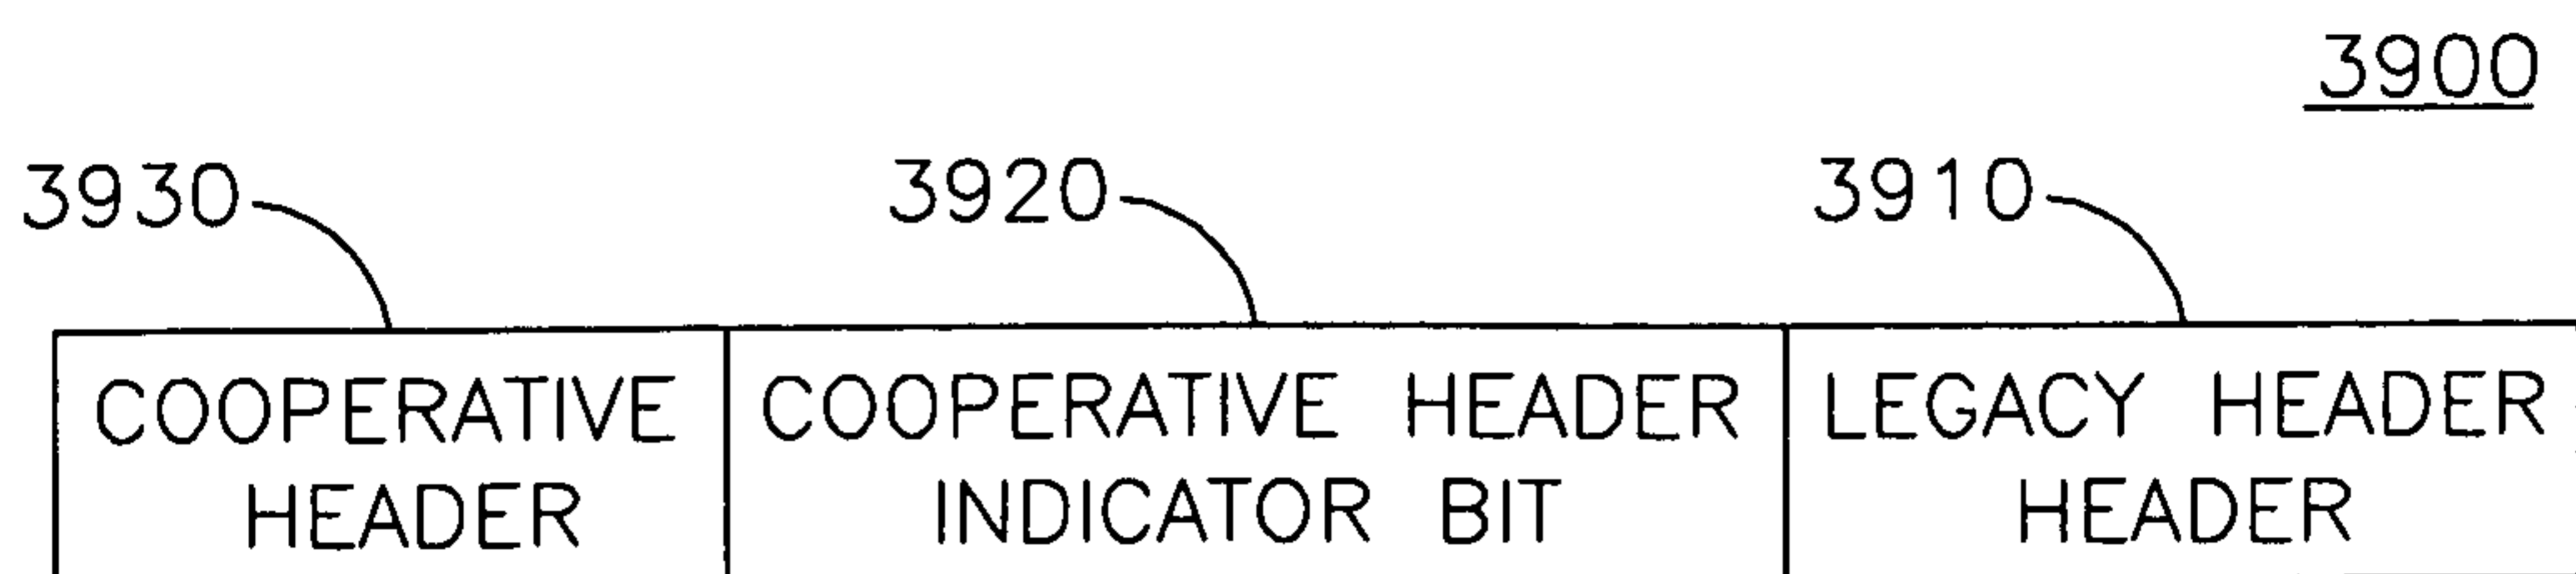 3900
3930 3920 3910
COOPERATIVE HEADER
COOPERATIVE HEADER INDICATOR BIT
LEGACY HEADER HEADER